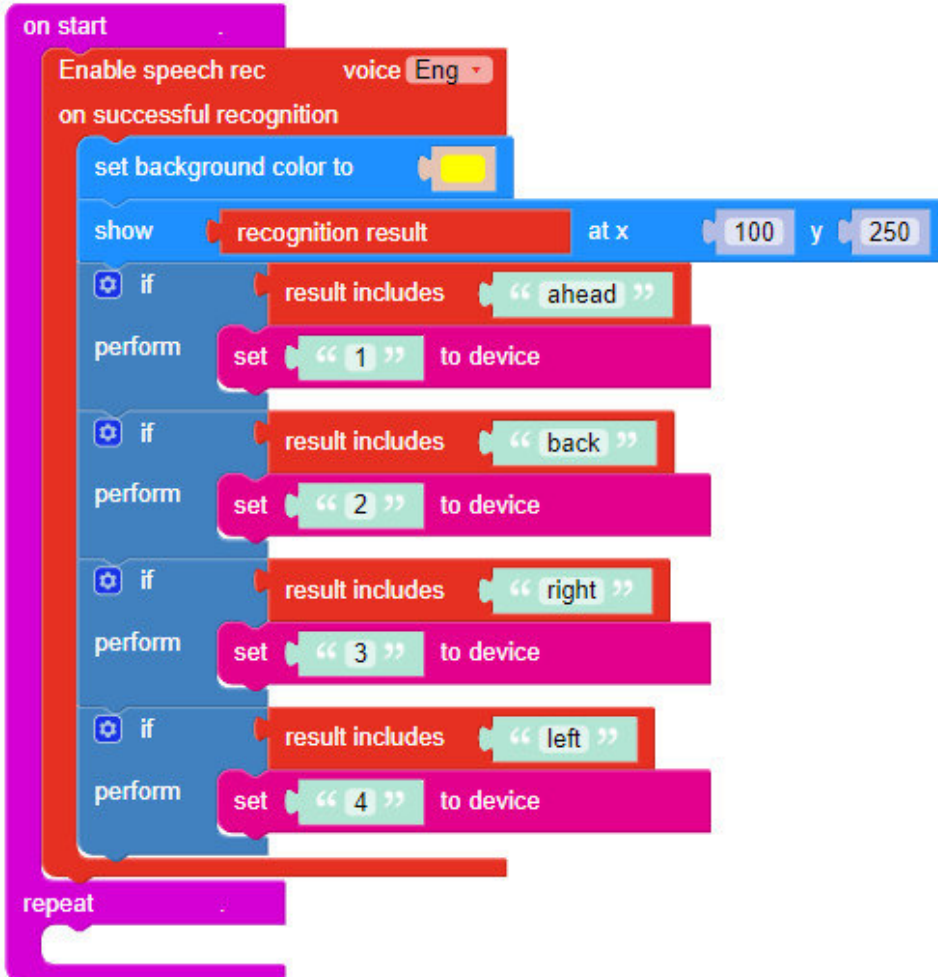 on start .
Enable speech rec voice Eng
on successful recognition
set background color to
show recognition result at x 100 y 250
if result includes “ ahead ”
perform set “ 1 ” to device
if result includes “ back ”
perform set “ 2 ” to device
if result includes “ right ”
perform set “ 3 ” to device
if result includes “ left ”
perform set “ 4 ” to device
repeat .